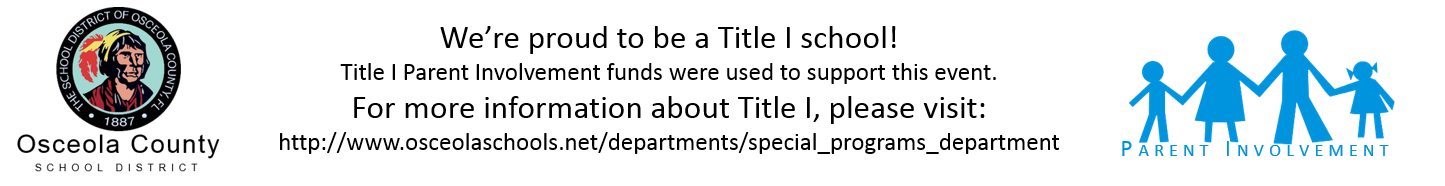 THE SCHOOL DISTRICT OF OSCEOLA COUNTY, FL
· 1887 ·
Osceola County
SCHOOL DISTRICT
We're proud to be a Title I school!
Title I Parent Involvement funds were used to support this event.
For more information about Title I, please visit:
http://www.osceolaschools.net/departments/special_programs_department
PARENT INVOLVEMENT